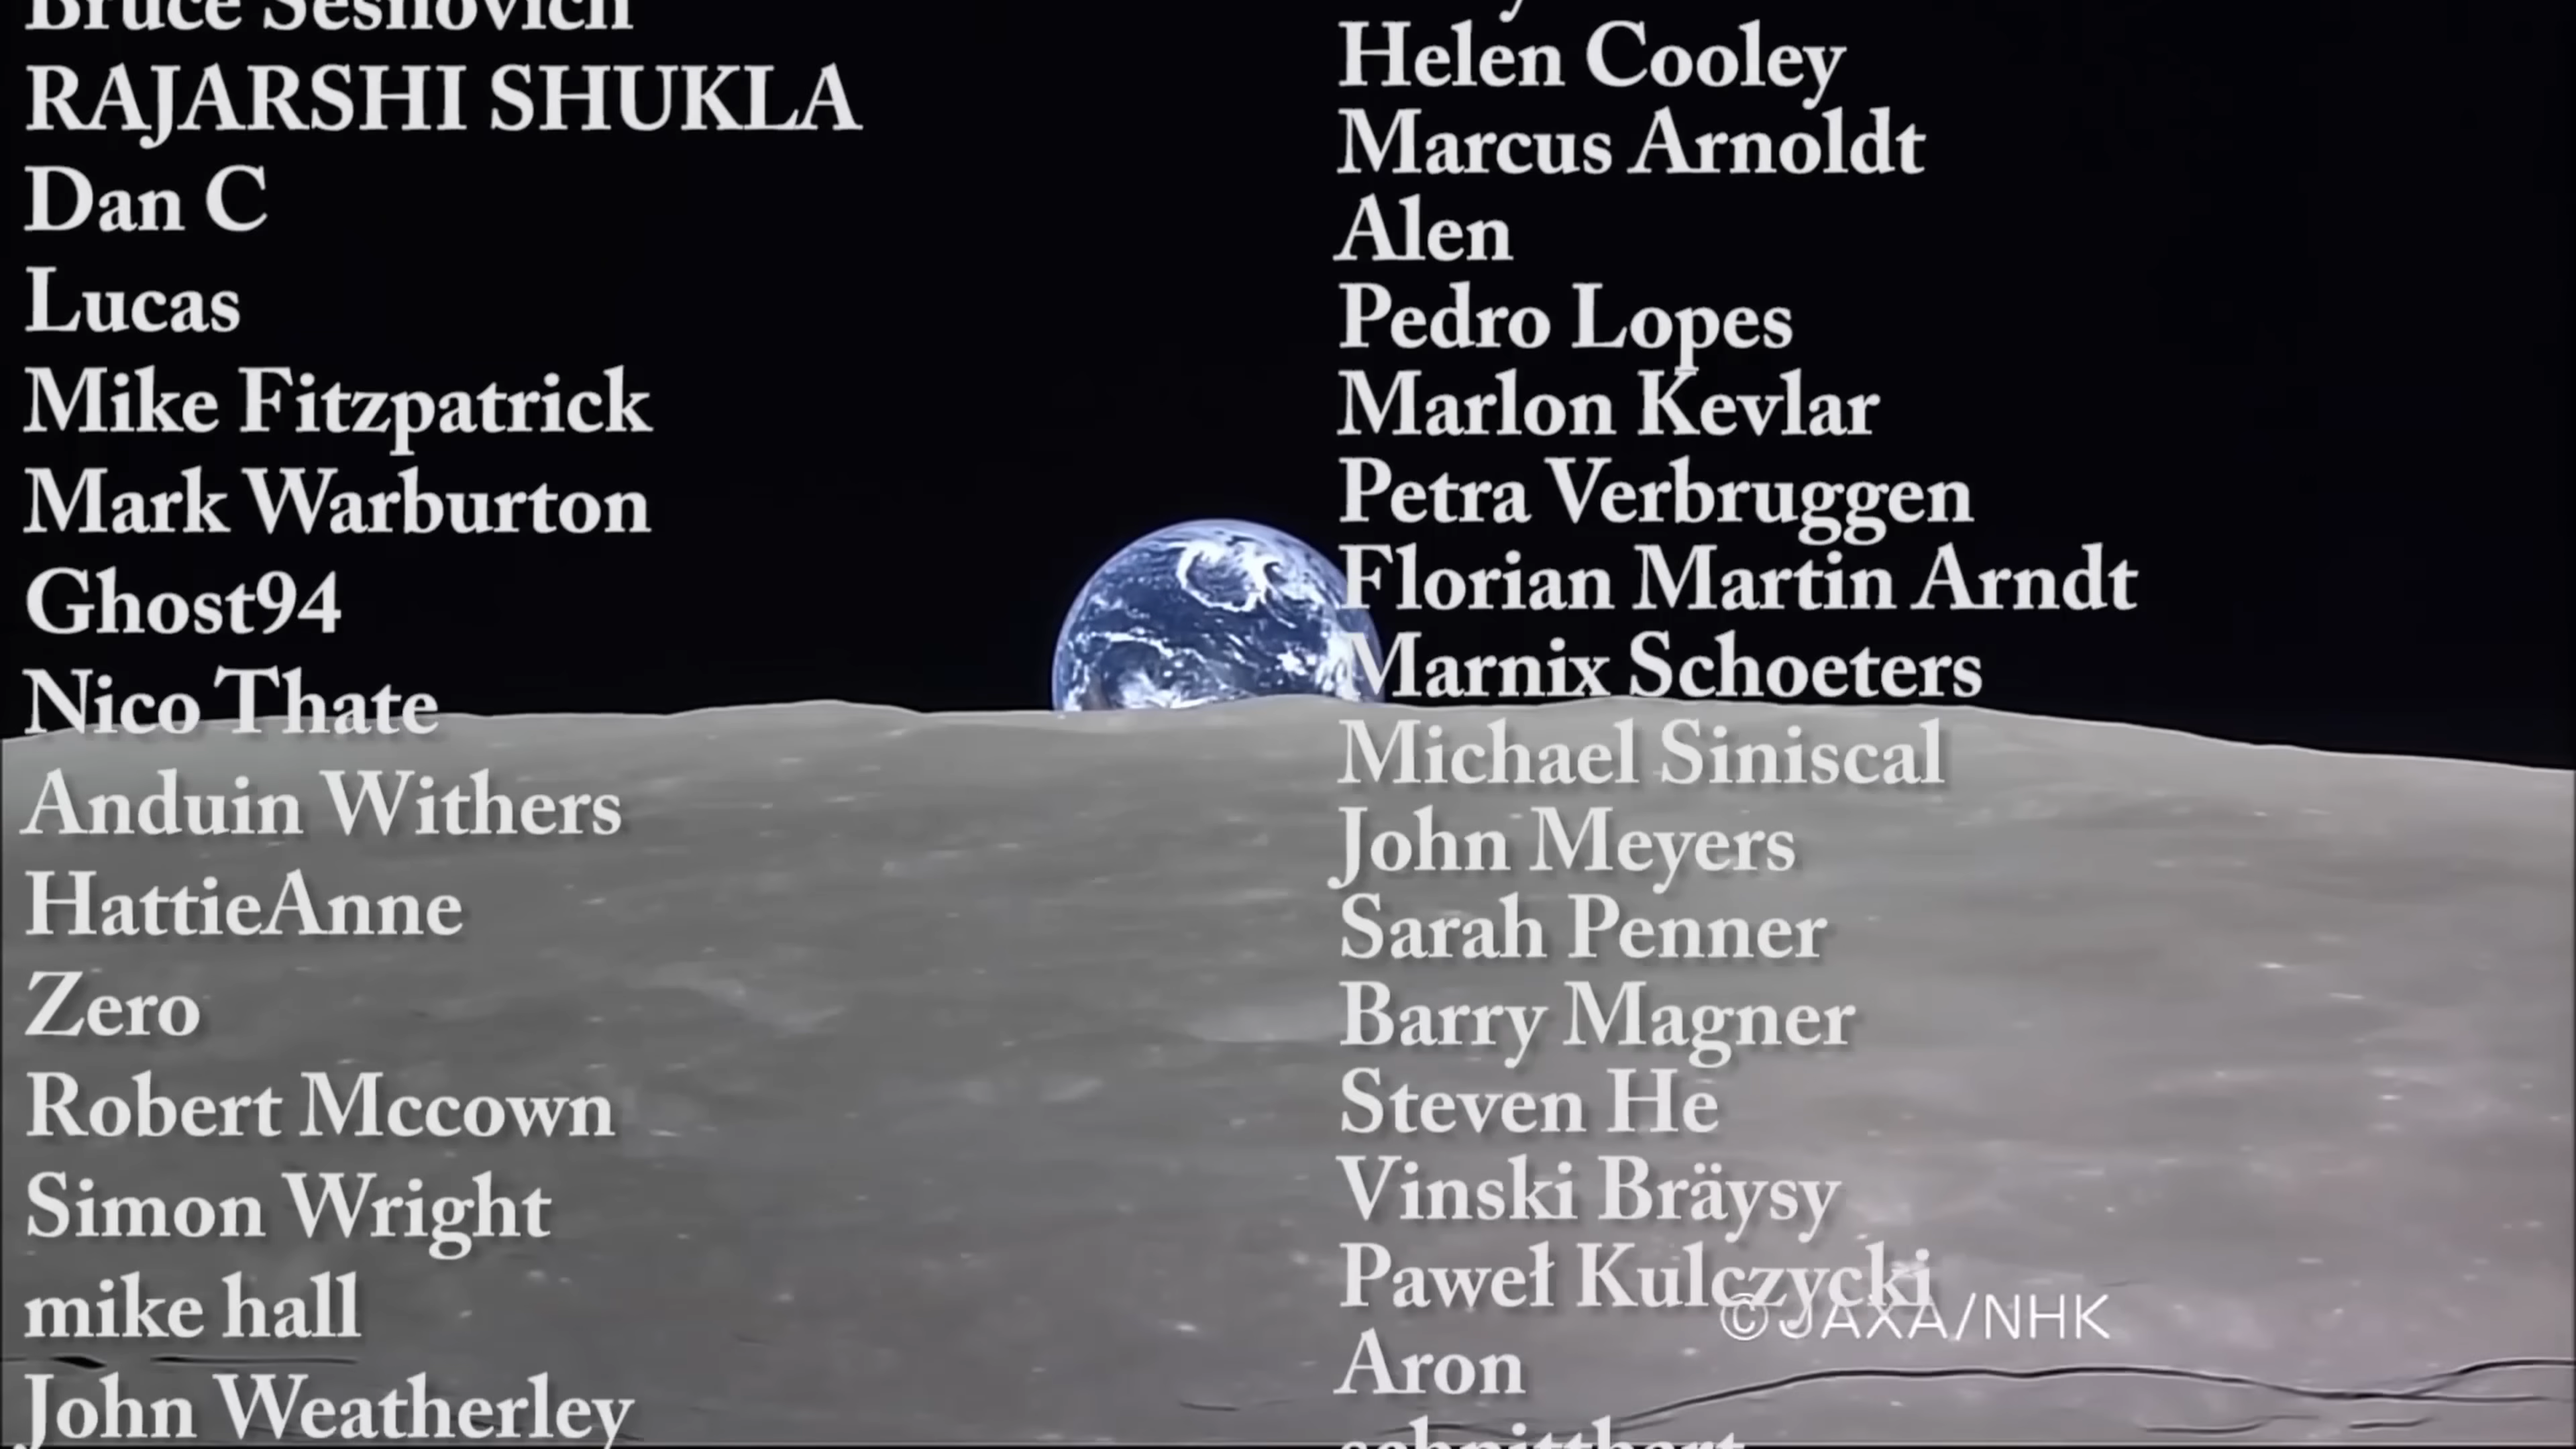 Bruce Sesnovich
RAJARSHI SHUKLA
Dan C
Lucas
Mike Fitzpatrick
Mark Warburton
Ghost94
Nico Thate
Anduin Withers
HattieAnne
Zero
Robert Mccown
Simon Wright
mike hall
John Weatherley
Helen Cooley
Marcus Arnoldt
Alen
Pedro Lopes
Marlon Kevlar
Petra Verbruggen
Florian Martin Arndt
Marnix Schoeters
Michael Siniscal
John Meyers
Sarah Penner
Barry Magner
Steven He
Vinski Bräysy
Paweł Kulczycki
©JAXA/NHK
Aron